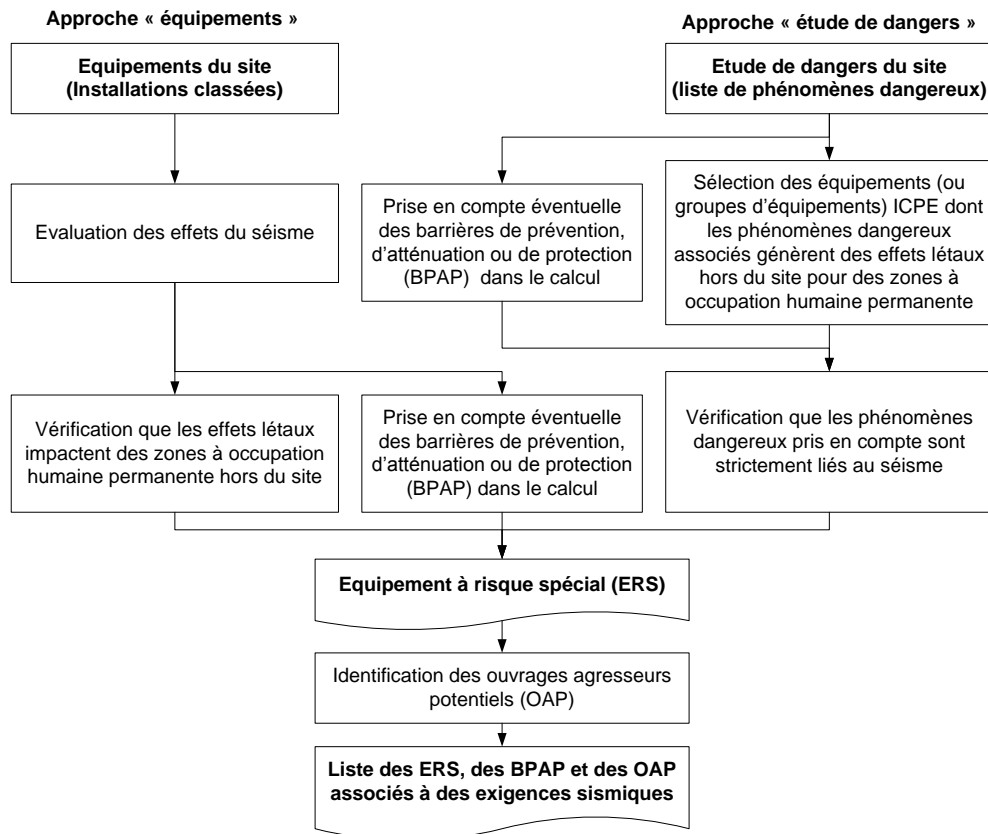 Approche « équipements »
Approche « étude de dangers »
Equipements du site
(Installations classées)
Etude de dangers du site
(liste de phénomènes dangereux)
Evaluation des effets du séisme
Prise en compte éventuelle
des barrières de prévention,
d'atténuation ou de protection
(BPAP) dans le calcul
Sélection des équipements (ou
groupes d'équipements) ICPE dont
les phénomènes dangereux
associés génèrent des effets létaux
hors du site pour des zones à
occupation humaine permanente
Vérification que les effets létaux
impactent des zones à occupation
humaine permanente hors du site
Prise en compte éventuelle
des barrières de prévention,
d'atténuation ou de protection
(BPAP) dans le calcul
Vérification que les phénomènes
dangereux pris en compte sont
strictement liés au séisme
Equipement à risque spécial (ERS)
Identification des ouvrages agresseurs
potentiels (OAP)
Liste des ERS, des BPAP et des OAP
associés à des exigences sismiques